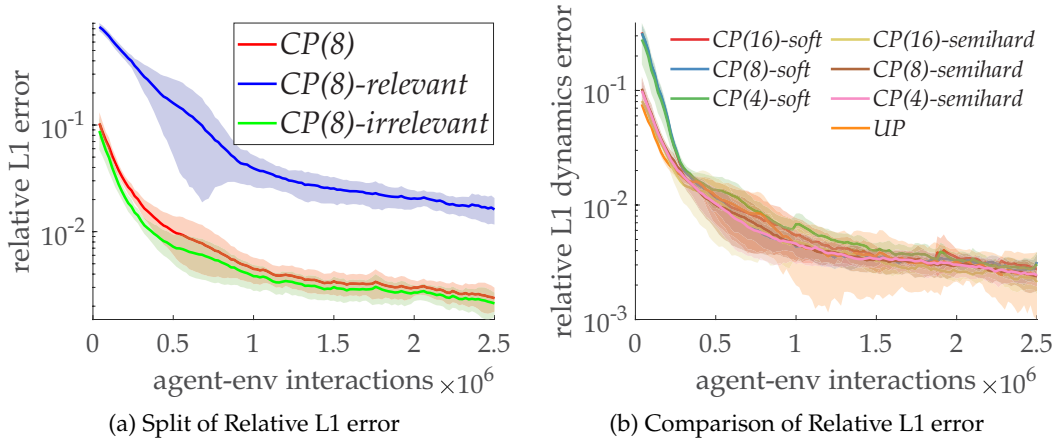 relative L1 error
10^-1
10^-2
CP(8)
CP(8)-relevant
CP(8)-irrelevant
0 0.5 1 1.5 2 2.5
agent-env interactions ×10^6
(a) Split of Relative L1 error
relative L1 dynamics error
10^-1
10^-2
10^-3
CP(16)-soft CP(16)-semihard
CP(8)-soft CP(8)-semihard
CP(4)-soft CP(4)-semihard
UP
0 0.5 1 1.5 2 2.5
agent-env interactions ×10^6
(b) Comparison of Relative L1 error